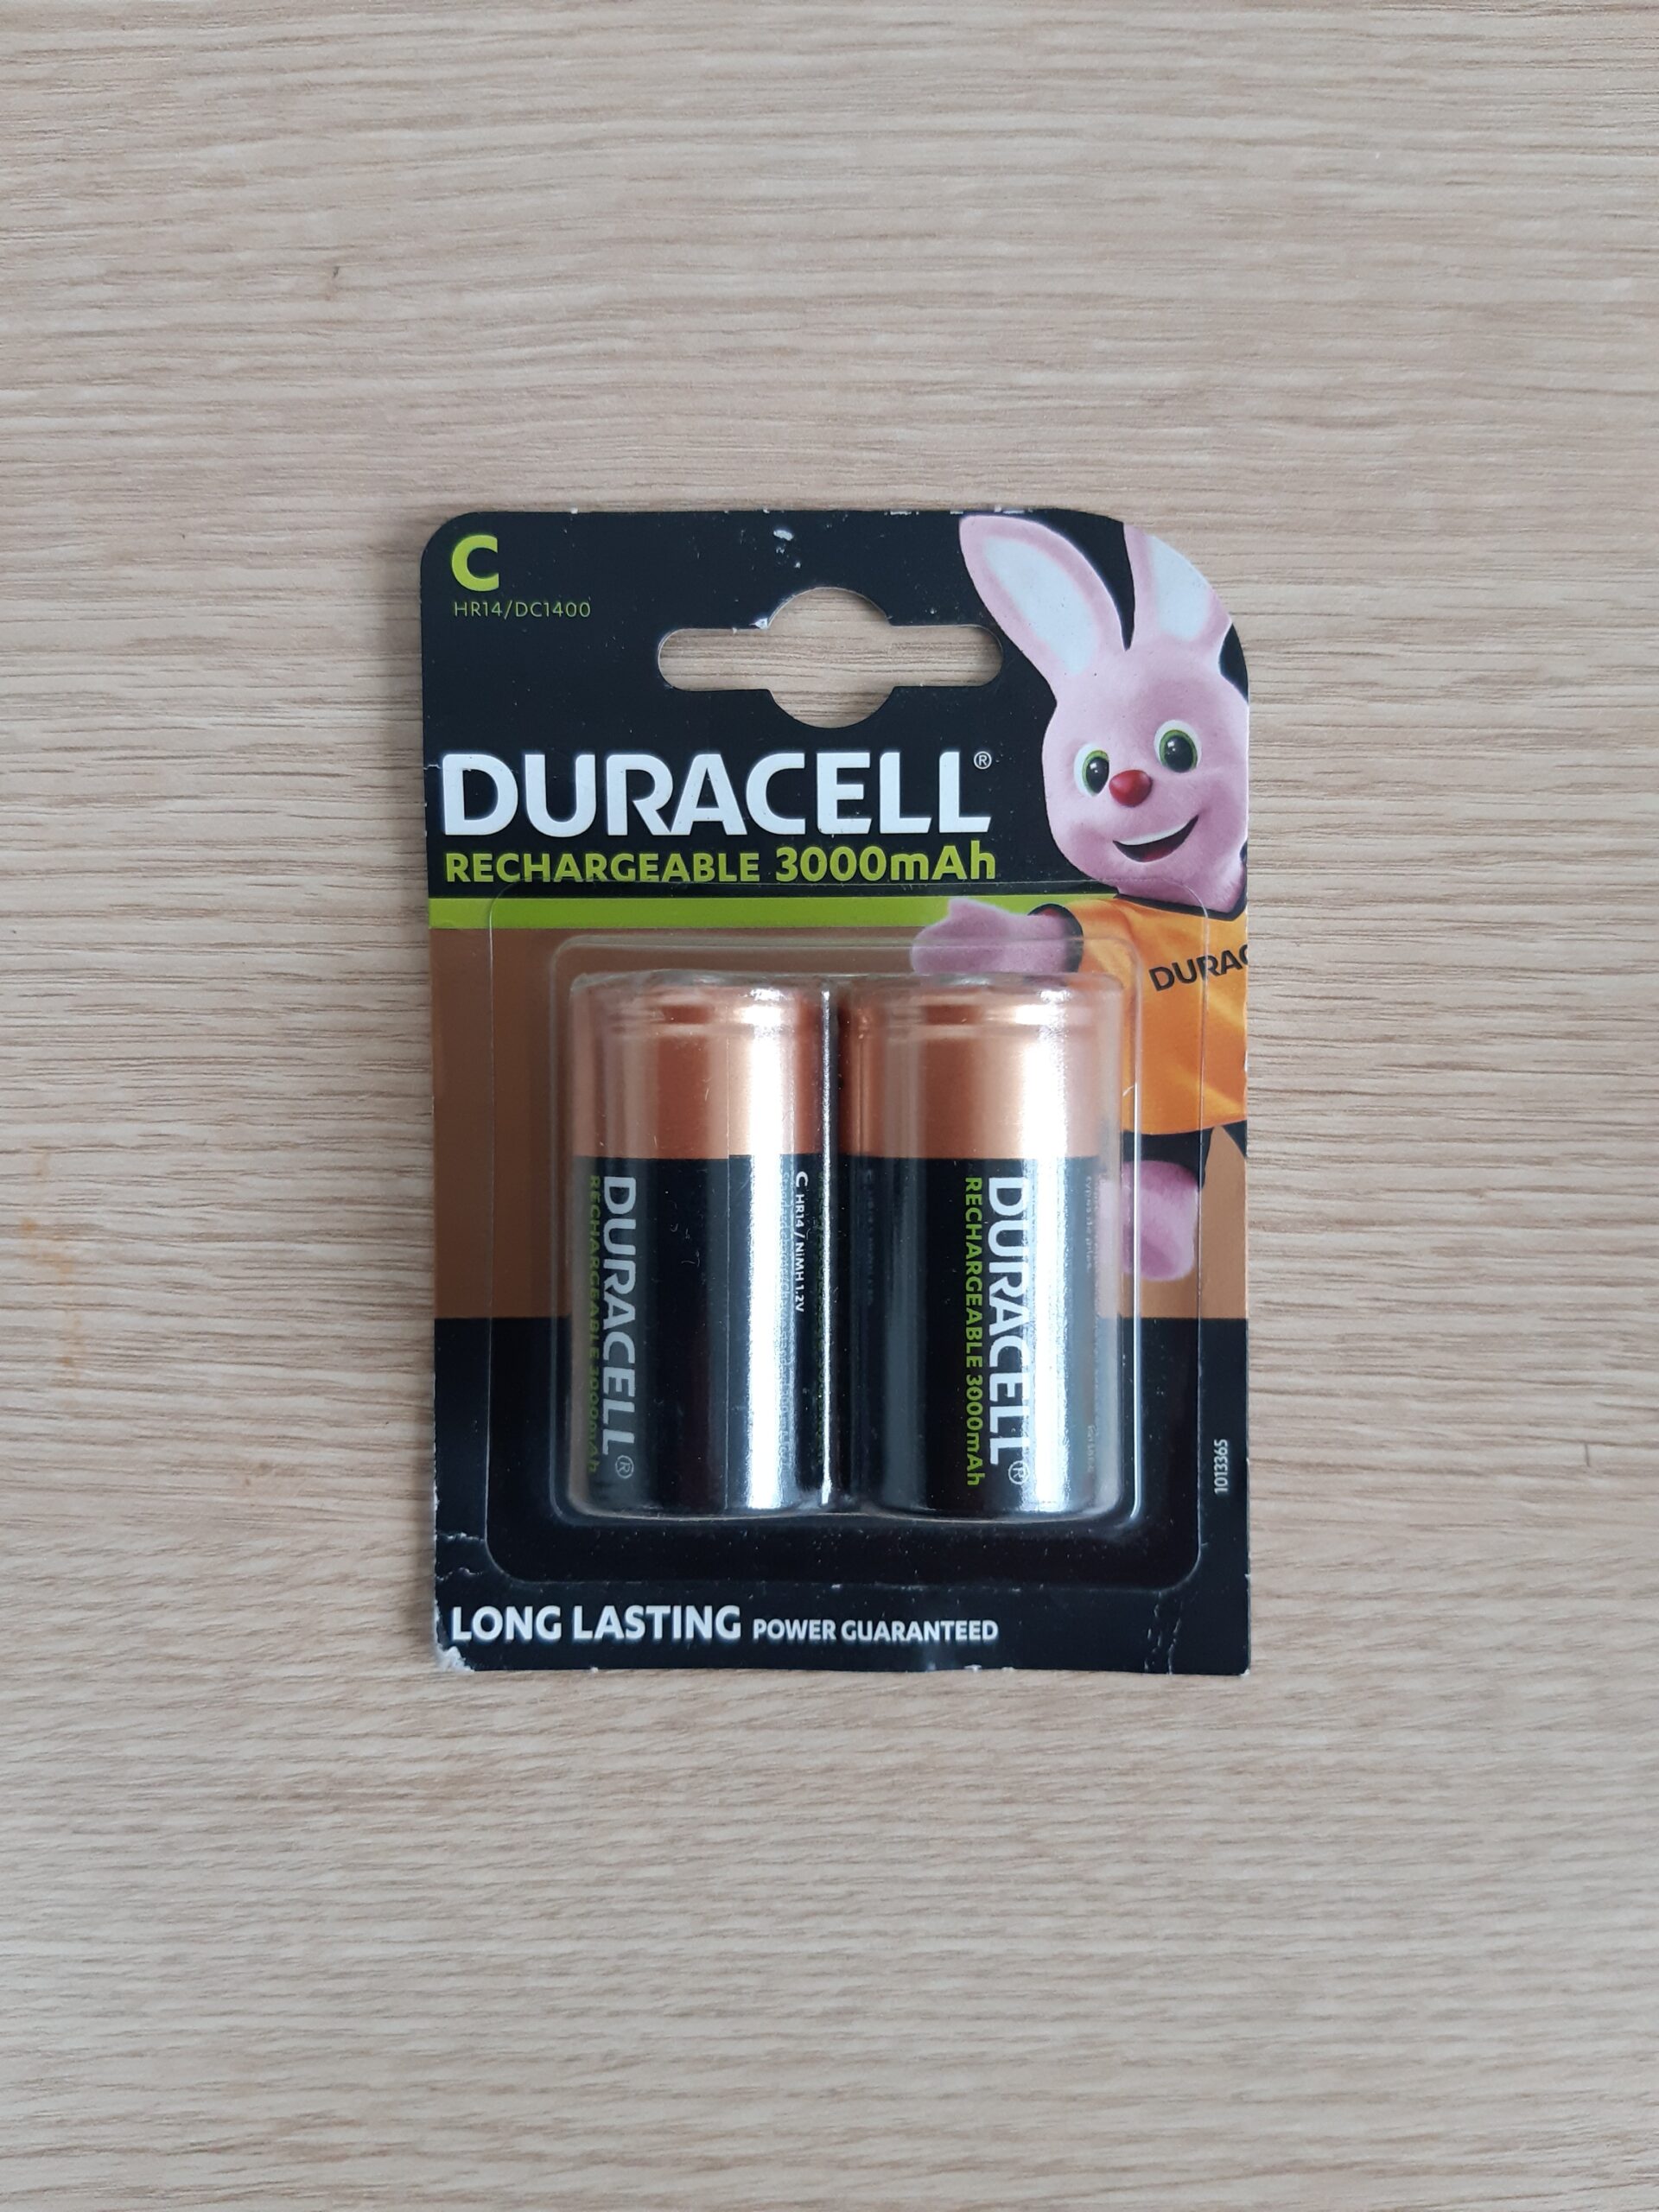 C
HR14/DC1400
DURACELL®
RECHARGEABLE 3000mAh
DURAC
DURACELL®
RECHARGEABLE 3000mAh
C HR14 / NiMH 1,2V
DURACELL®
RECHARGEABLE 3000mAh
1013365
LONG LASTING POWER GUARANTEED